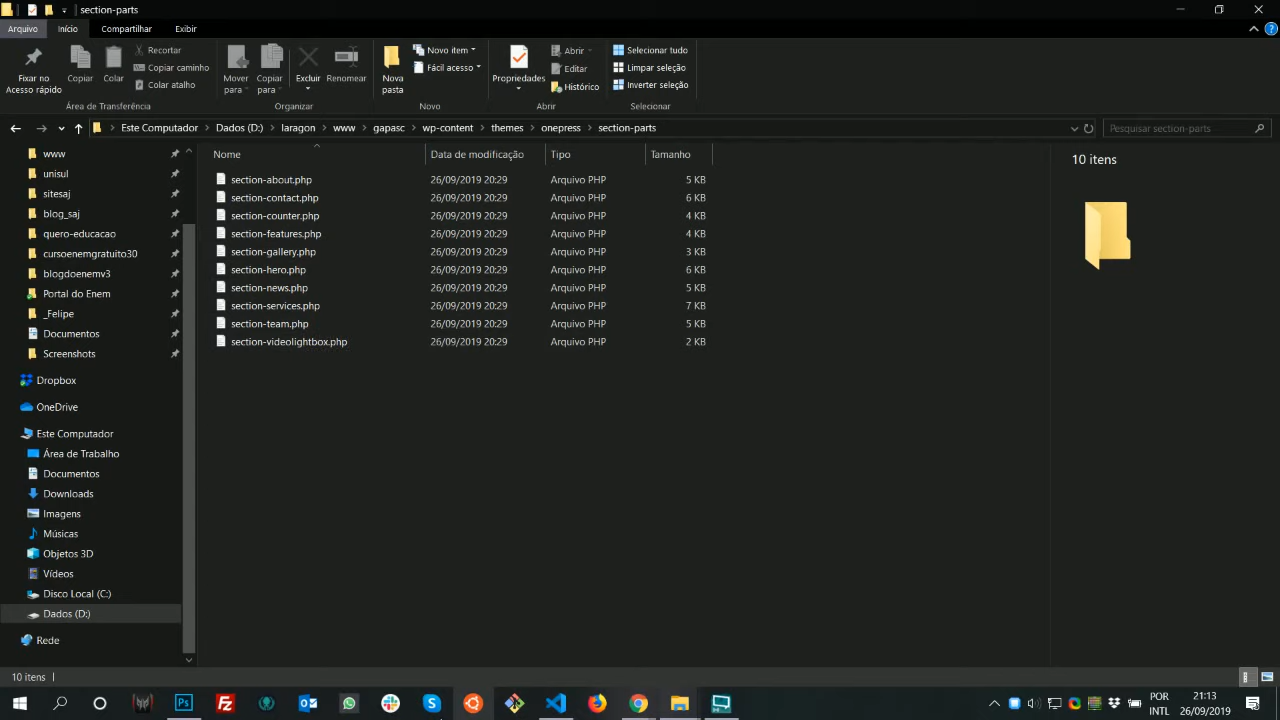 section-parts
Arquivo Início Compartilhar Exibir
Fixar no
Acesso rápido
Copiar
Colar
Recortar
Copiar caminho
Colar atalho
Área de Transferência
Mover
para
Copiar
para
Excluir
Renomear
Organizar
Nova
pasta
Novo item
Fácil acesso
Novo
Propriedades
Abrir
Editar
Histórico
Abrir
Selecionar tudo
Limpar seleção
Inverter seleção
Selecionar
Este Computador Dados (D:) laragon www gapasc wp-content themes onepress section-parts
Pesquisar section-parts
www
unisul
sitesaj
blog_saj
quero-educacao
cursoenemgratuito30
blogdoenemv3
Portal do Enem
_Felipe
Documentos
Screenshots
Dropbox
OneDrive
Este Computador
Área de Trabalho
Documentos
Downloads
Imagens
Músicas
Objetos 3D
Vídeos
Disco Local (C:)
Dados (D:)
Rede
Nome Data de modificação Tipo Tamanho
section-about.php 26/09/2019 20:29 Arquivo PHP 5 KB
section-contact.php 26/09/2019 20:29 Arquivo PHP 6 KB
section-counter.php 26/09/2019 20:29 Arquivo PHP 4 KB
section-features.php 26/09/2019 20:29 Arquivo PHP 4 KB
section-gallery.php 26/09/2019 20:29 Arquivo PHP 3 KB
section-hero.php 26/09/2019 20:29 Arquivo PHP 6 KB
section-news.php 26/09/2019 20:29 Arquivo PHP 5 KB
section-services.php 26/09/2019 20:29 Arquivo PHP 7 KB
section-team.php 26/09/2019 20:29 Arquivo PHP 5 KB
section-videolightbox.php 26/09/2019 20:29 Arquivo PHP 2 KB
10 itens
10 itens
Ps
Fz
POR
INTL
21:13
26/09/2019